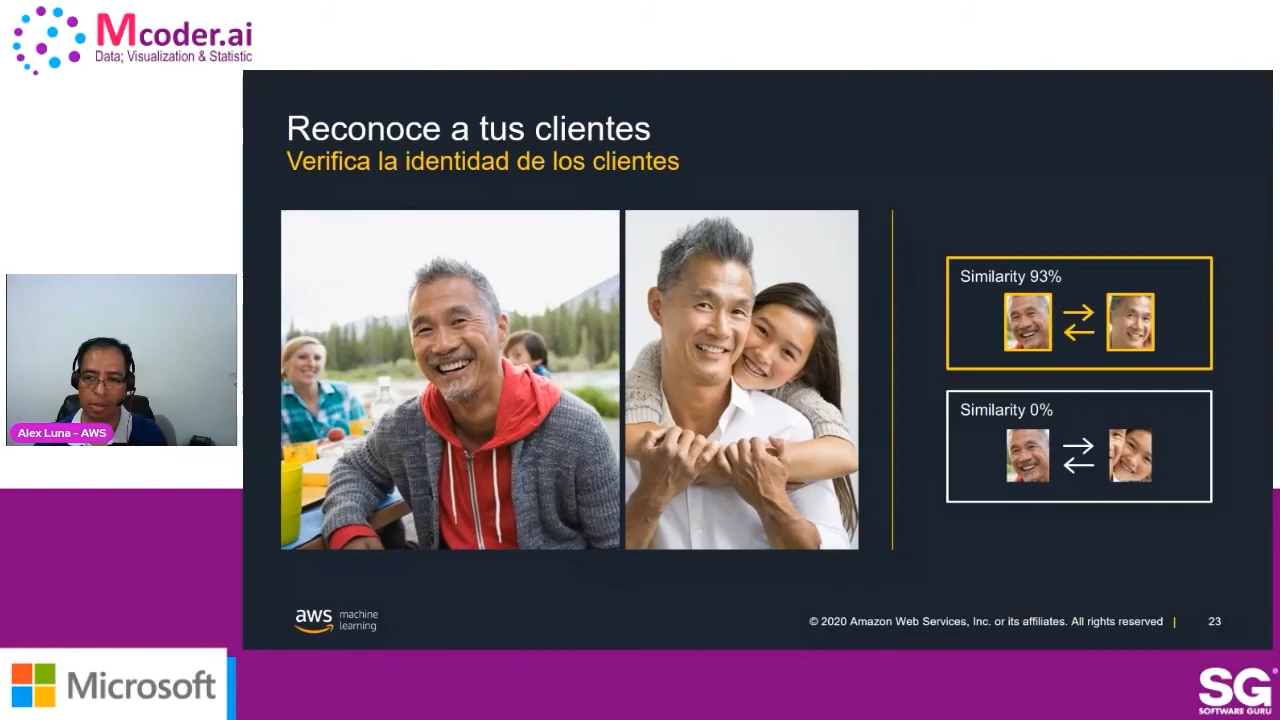 Mcoder.ai
Data; Visualization & Statistic
Reconoce a tus clientes
Verifica la identidad de los clientes
Similarity 93%
Similarity 0%
Alex Luna - AWS
aws machine learning
© 2020 Amazon Web Services, Inc. or its affiliates. All rights reserved | 23
Microsoft
SG
SOFTWARE GURU